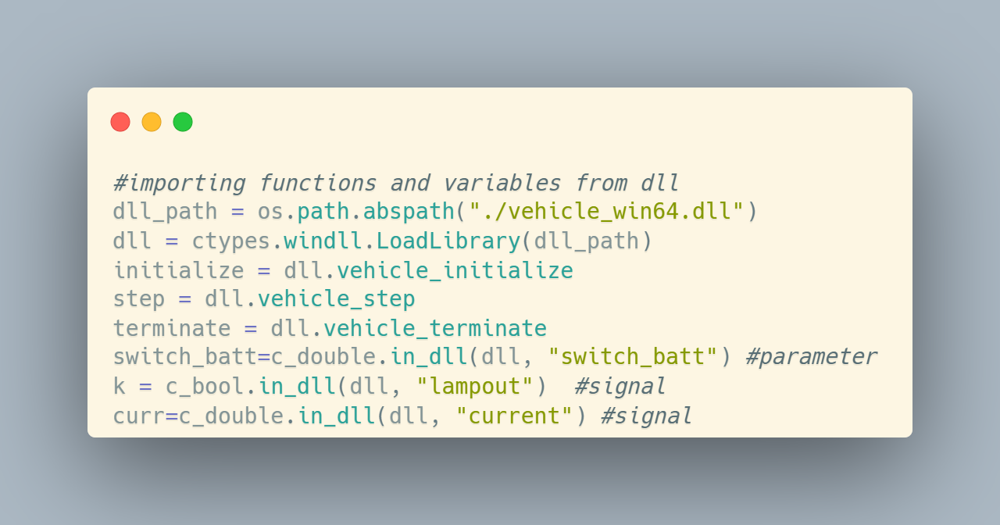 #importing functions and variables from dll
dll_path = os.path.abspath("./vehicle_win64.dll")
dll = ctypes.windll.LoadLibrary(dll_path)
initialize = dll.vehicle_initialize
step = dll.vehicle_step
terminate = dll.vehicle_terminate
switch_batt=c_double.in_dll(dll, "switch_batt") #parameter
k = c_bool.in_dll(dll, "lampout")  #signal
curr=c_double.in_dll(dll, "current") #signal